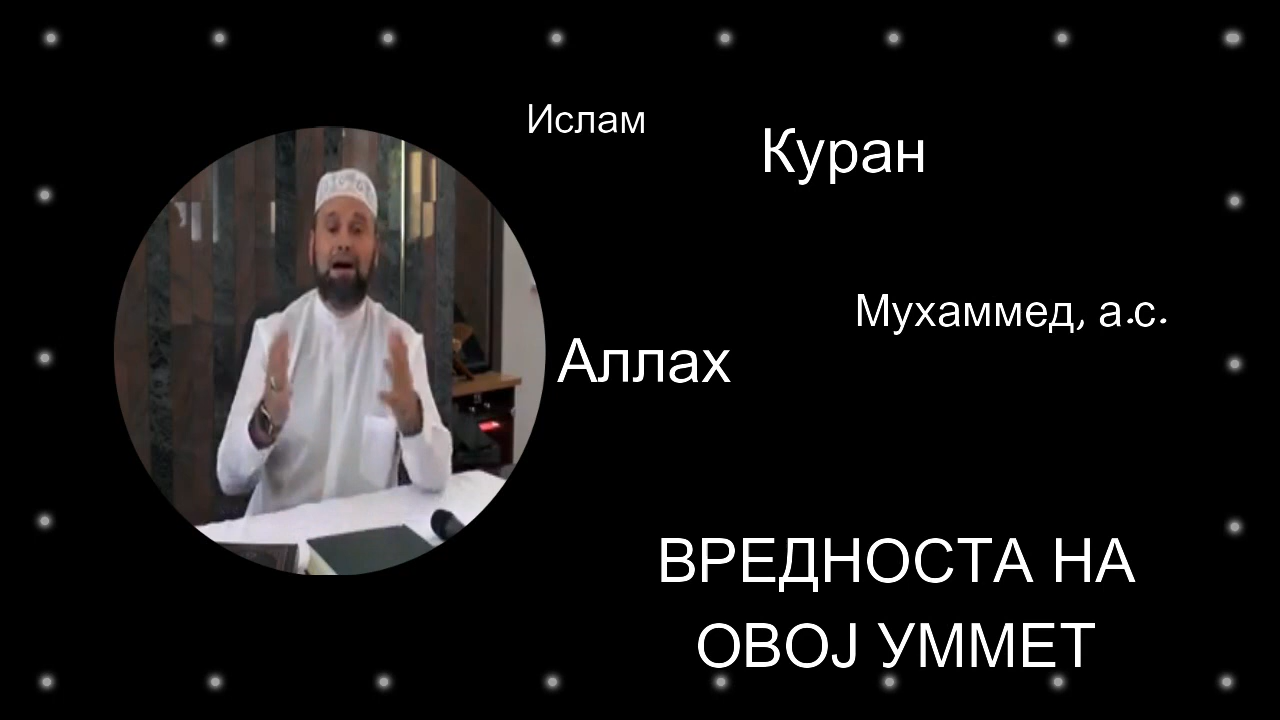 Ислам
Куран
Мухаммед, а.с.
Аллах
ВРЕДНОСТА НА
ОВОЈ УММЕТ